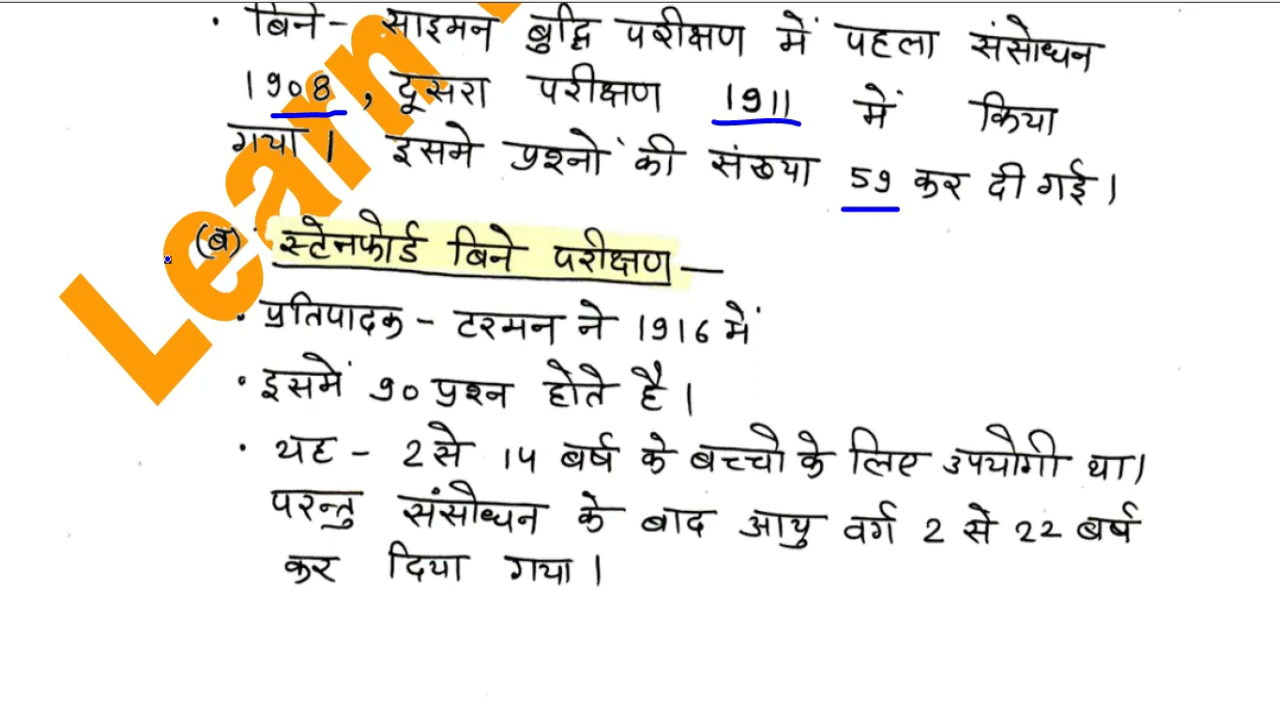 • बिने - साइमन बुद्धि परीक्षण में पहला संसोधन
1908, दूसरा परीक्षण 1911 में किया
गया। इसमे प्रश्नों की संख्या 59 कर दी गई।
(ब) स्टेनफोर्ड बिने परीक्षण —
• प्रतिपादक - टरमन ने 1916 में
• इसमें 90 प्रश्न होते है।
• यह - 2 से 14 बर्ष के बच्चो के लिए उपयोगी था।
परन्तु संसोधन के बाद आयु वर्ग 2 से 22 बर्ष
कर दिया गया।
Learn